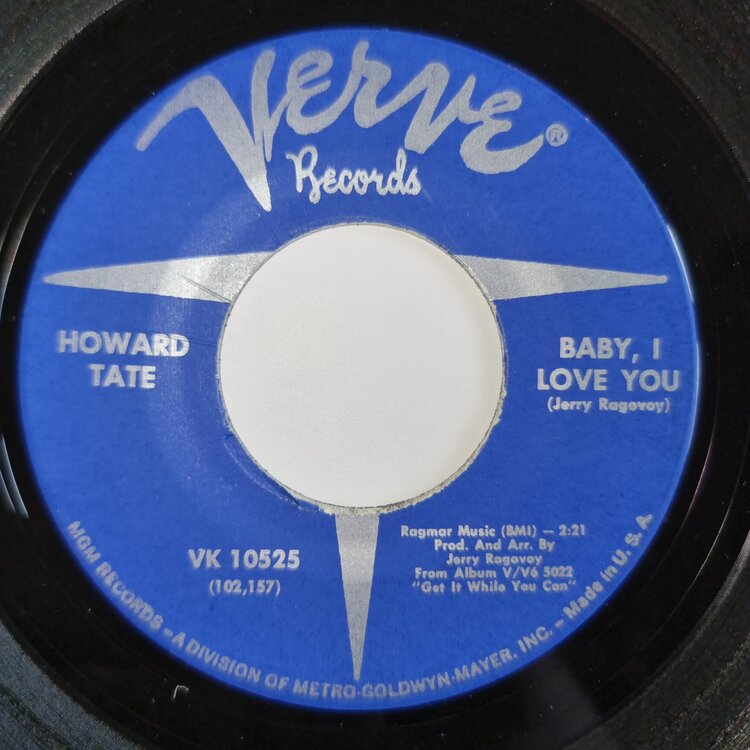 Verve®
Records
HOWARD
TATE
BABY, I
LOVE YOU
(Jerry Ragovoy)
VK 10525
(102,157)
Ragmar Music (BMI) — 2:21
Prod. And Arr. By
Jerry Ragovoy
From Album V/V6 5022
"Get It While You Can"
MGM RECORDS – A DIVISION OF METRO-GOLDWYN-MAYER, INC. – Made in U. S. A.